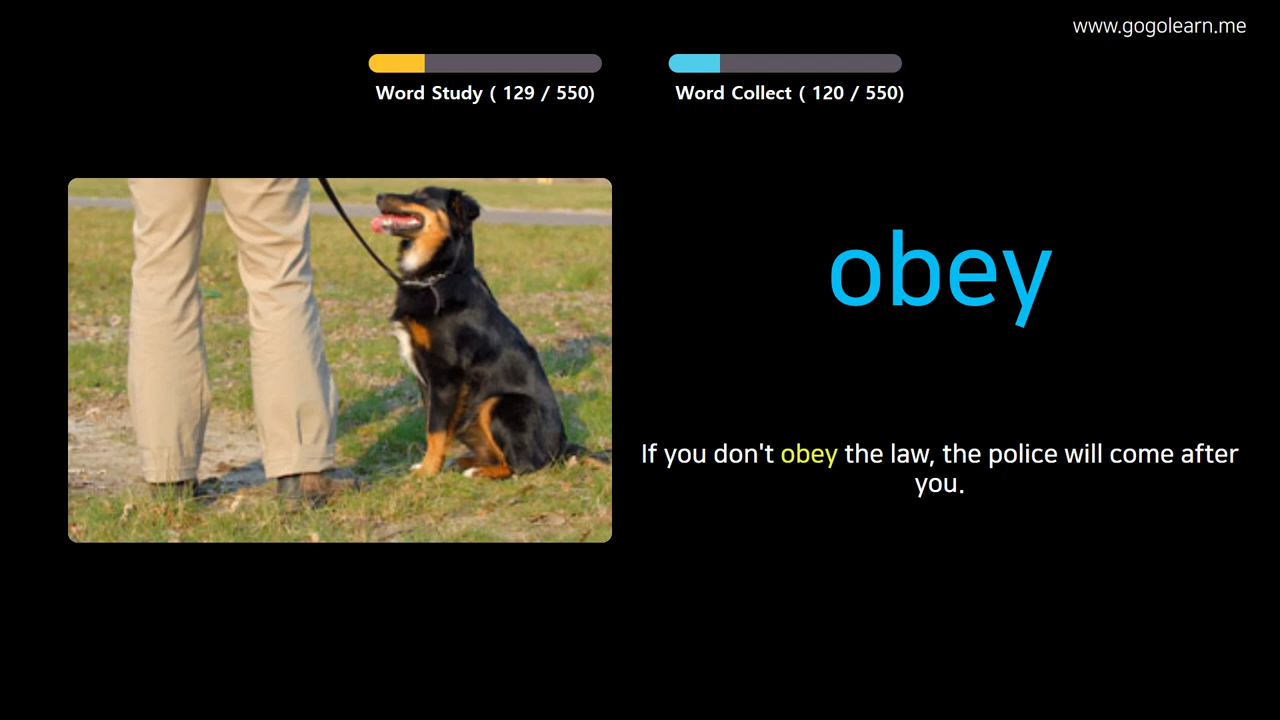 www.gogolearn.me
Word Study ( 129 / 550)
Word Collect ( 120 / 550)
obey
If you don't obey the law, the police will come after
you.